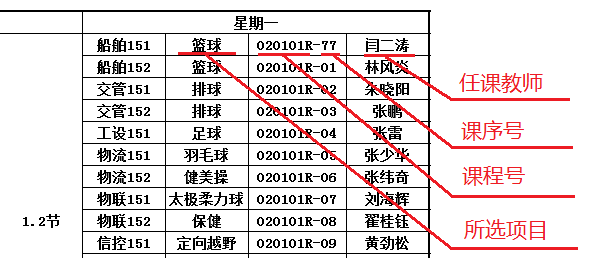 星期一
船舶151 篮球 020101R-77 闫二涛
船舶152 篮球 020101R-01 林风炎
交管151 排球 020101R-02 朱晓阳
交管152 排球 020101R-03 张鹏
工设151 足球 020101R-04 张雷
物流151 羽毛球 020101R-05 张少华
物流152 健美操 020101R-06 张纬奇
物联151 太极柔力球 020101R-07 刘海辉
物联152 保健 020101R-08 翟桂钰
信控151 定向越野 020101R-09 黄劲松
1.2节
任课教师
课序号
课程号
所选项目